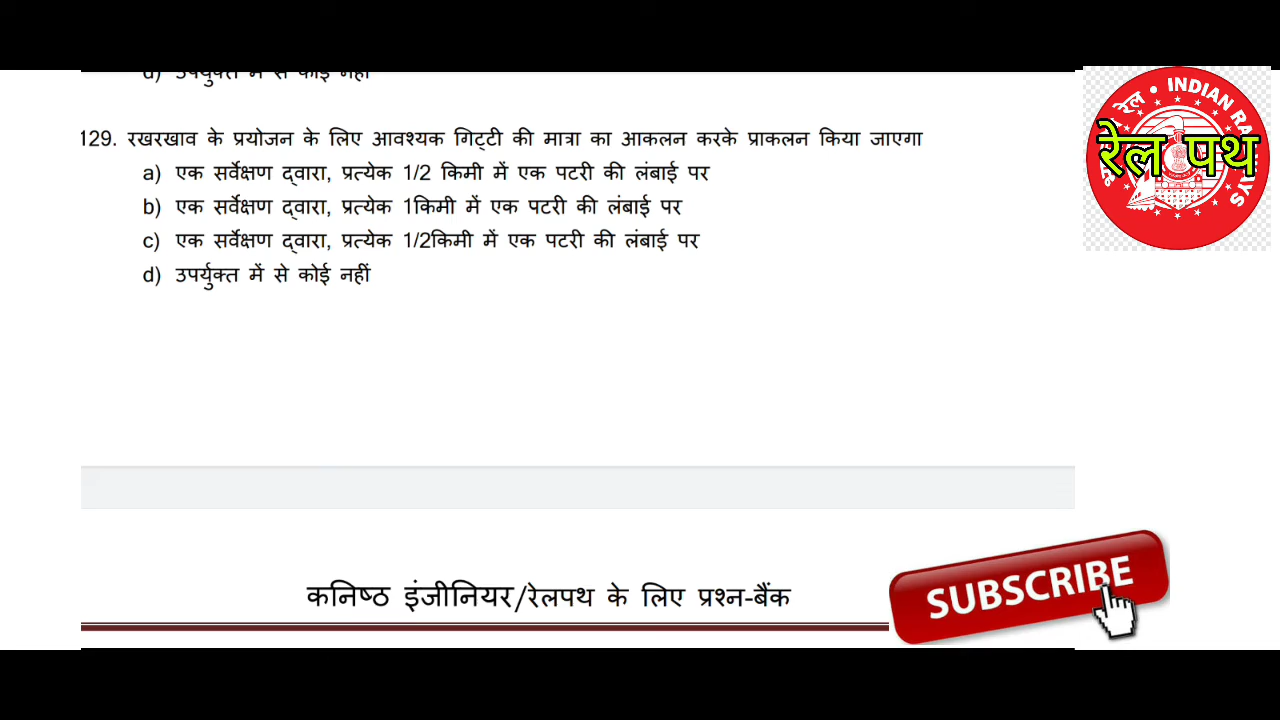 d) उपर्युक्त में से कोई नहीं
129. रखरखाव के प्रयोजन के लिए आवश्यक गिट्टी की मात्रा का आकलन करके प्राकलन किया जाएगा
a) एक सर्वेक्षण द्वारा, प्रत्येक 1/2 किमी में एक पटरी की लंबाई पर
b) एक सर्वेक्षण द्वारा, प्रत्येक 1किमी में एक पटरी की लंबाई पर
c) एक सर्वेक्षण द्वारा, प्रत्येक 1/2किमी में एक पटरी की लंबाई पर
d) उपर्युक्त में से कोई नहीं
रेल • INDIAN
रेल पथ
कनिष्ठ इंजीनियर/रेलपथ के लिए प्रश्न-बैंक
SUBSCRIBE